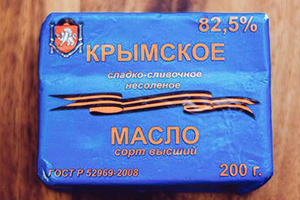 82,5%
КРЫМСКОЕ
сладко-сливочное
несоленое
МАСЛО
сорт высший
ГОСТ Р 52969-2008
200 г.